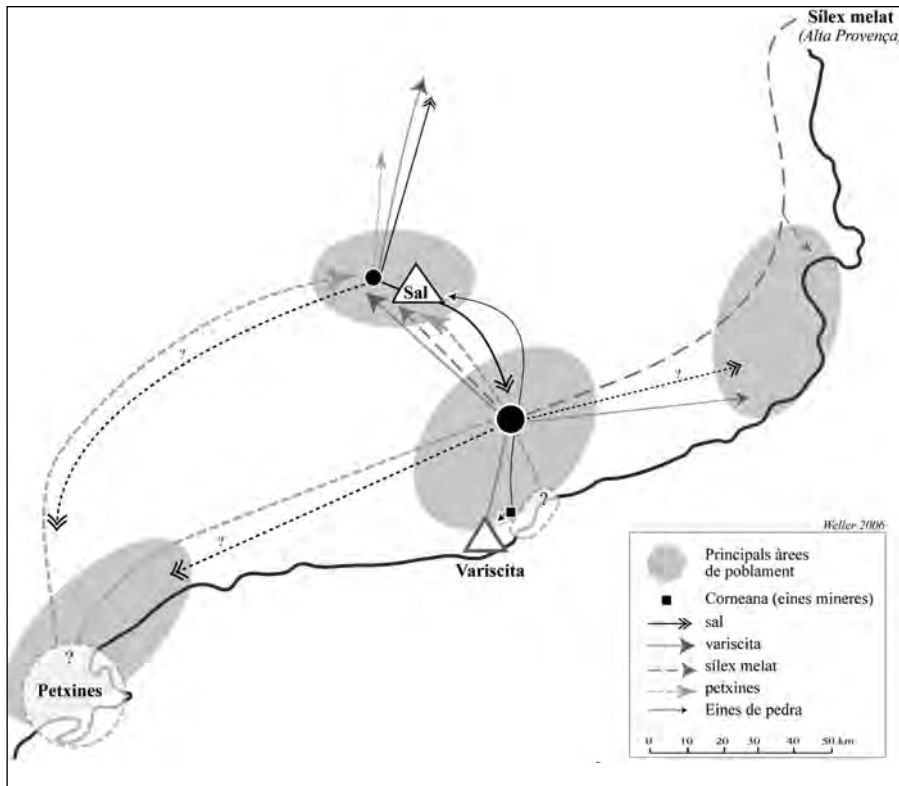 Sílex melat
(Alta Provença)
Sal
?
?
?
?
Variscita
?
Petxines
Weller 2006
Principals àrees
de poblament
Corneana (eines mineres)
sal
variscita
sílex melat
petxines
Eines de pedra
0 10 20 30 40 50 km